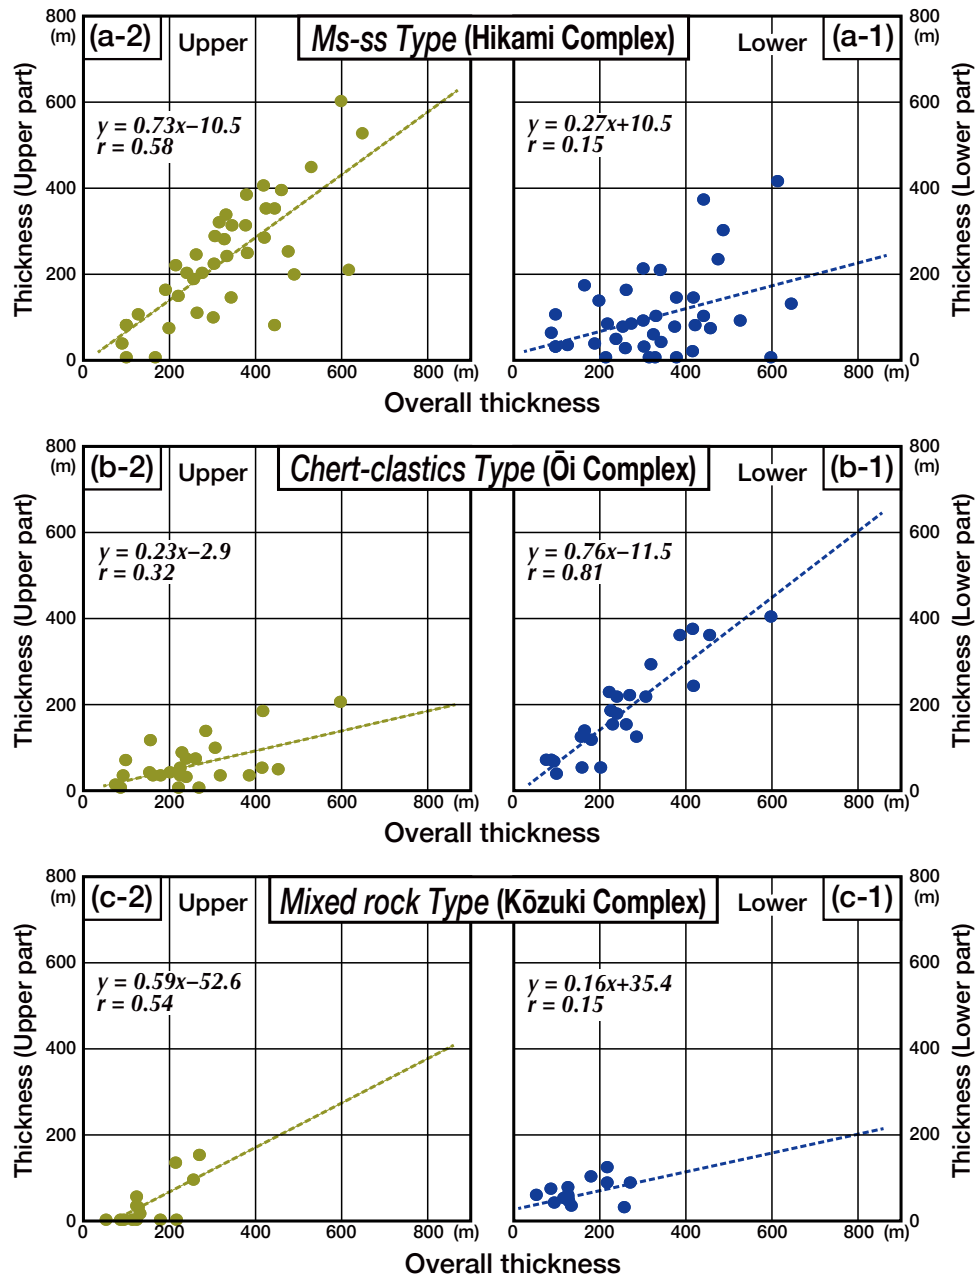 800
(m)
(a-2)
Upper
Ms-ss Type (Hikami Complex)
Lower
(a-1)
800
(m)
Thickness (Upper part)
600
y = 0.73x−10.5
r = 0.58
y = 0.27x+10.5
r = 0.15
600
Thickness (Lower part)
400
400
200
200
0
0
0 200 400 600 800 (m)
0 200 400 600 800 (m)
Overall thickness
800
(m)
(b-2)
Upper
Chert-clastics Type (Ōi Complex)
Lower
(b-1)
800
(m)
Thickness (Upper part)
600
y = 0.23x−2.9
r = 0.32
y = 0.76x−11.5
r = 0.81
600
Thickness (Lower part)
400
400
200
200
0
0
0 200 400 600 800 (m)
0 200 400 600 800 (m)
Overall thickness
800
(m)
(c-2)
Upper
Mixed rock Type (Kōzuki Complex)
Lower
(c-1)
800
(m)
Thickness (Upper part)
600
y = 0.59x−52.6
r = 0.54
y = 0.16x+35.4
r = 0.15
600
Thickness (Lower part)
400
400
200
200
0
0
0 200 400 600 800 (m)
0 200 400 600 800 (m)
Overall thickness